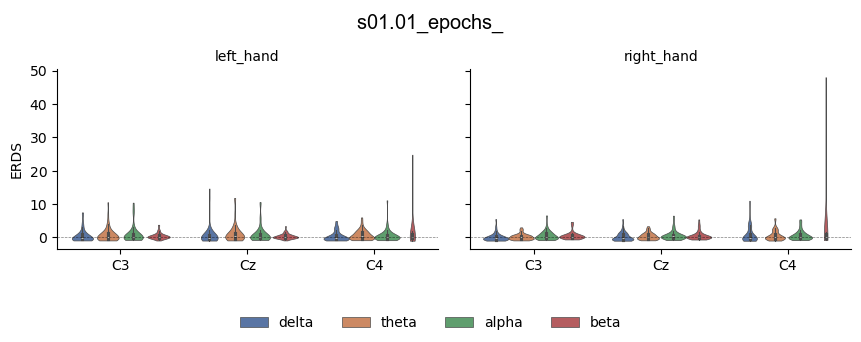 s01.01_epochs_
left_hand
right_hand
ERDS
50
40
30
20
10
0
C3
Cz
C4
C3
Cz
C4
delta
theta
alpha
beta